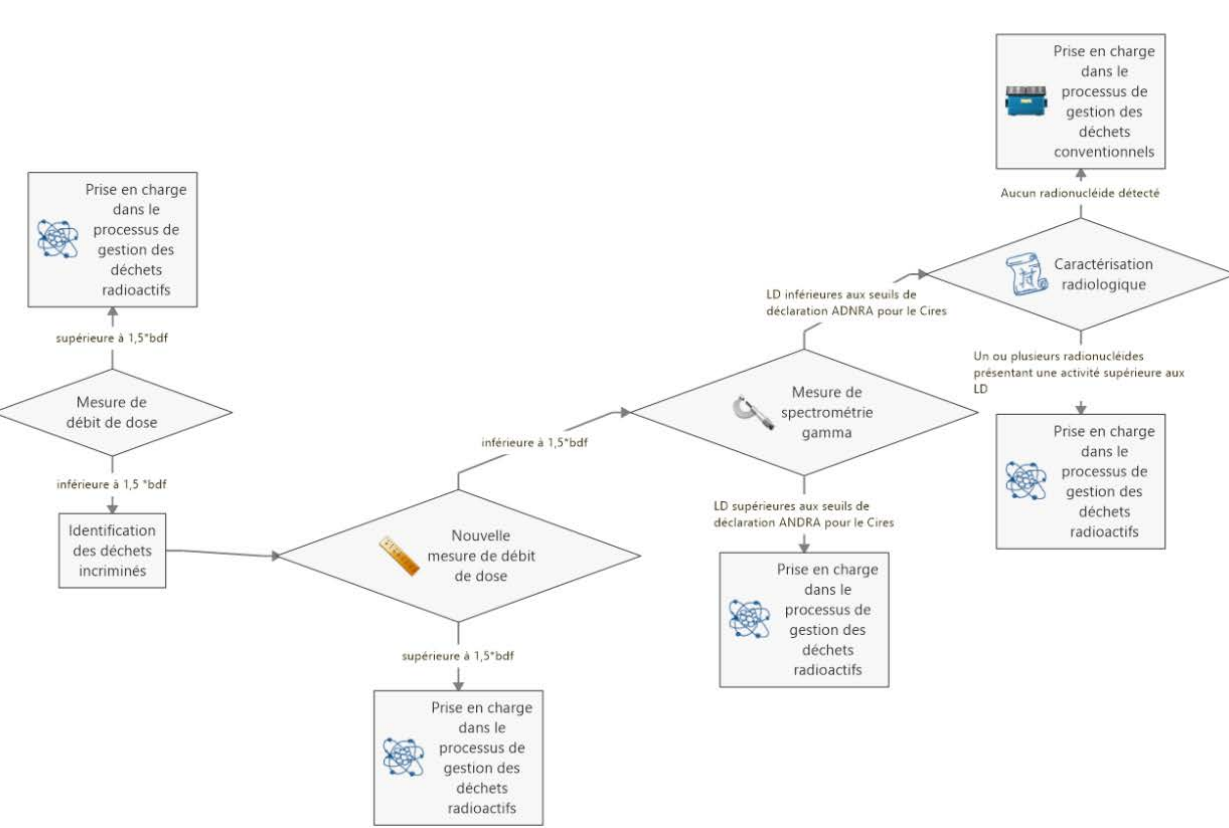 Prise en charge
dans le
processus de
gestion des
déchets
radioactifs
supérieure à 1,5*bdf
Mesure de
débit de dose
inférieure à 1,5 *bdf
Identification
des déchets
incriminés
Nouvelle
mesure de débit
de dose
supérieure à 1,5*bdf
Prise en charge
dans le
processus de
gestion des
déchets
radioactifs
inférieure à 1,5*bdf
Mesure de
spectrométrie
gamma
LD supérieures aux seuils de
déclaration ANDRA pour le Cires
Prise en charge
dans le
processus de
gestion des
déchets
radioactifs
LD inférieures aux seuils de
déclaration ADNRA pour le Cires
Caractérisation
radiologique
Aucun radionucléide détecté
Prise en charge
dans le
processus de
gestion des
déchets
conventionnels
Un ou plusieurs radionucléides
présentant une activité supérieure aux
LD
Prise en charge
dans le
processus de
gestion des
déchets
radioactifs